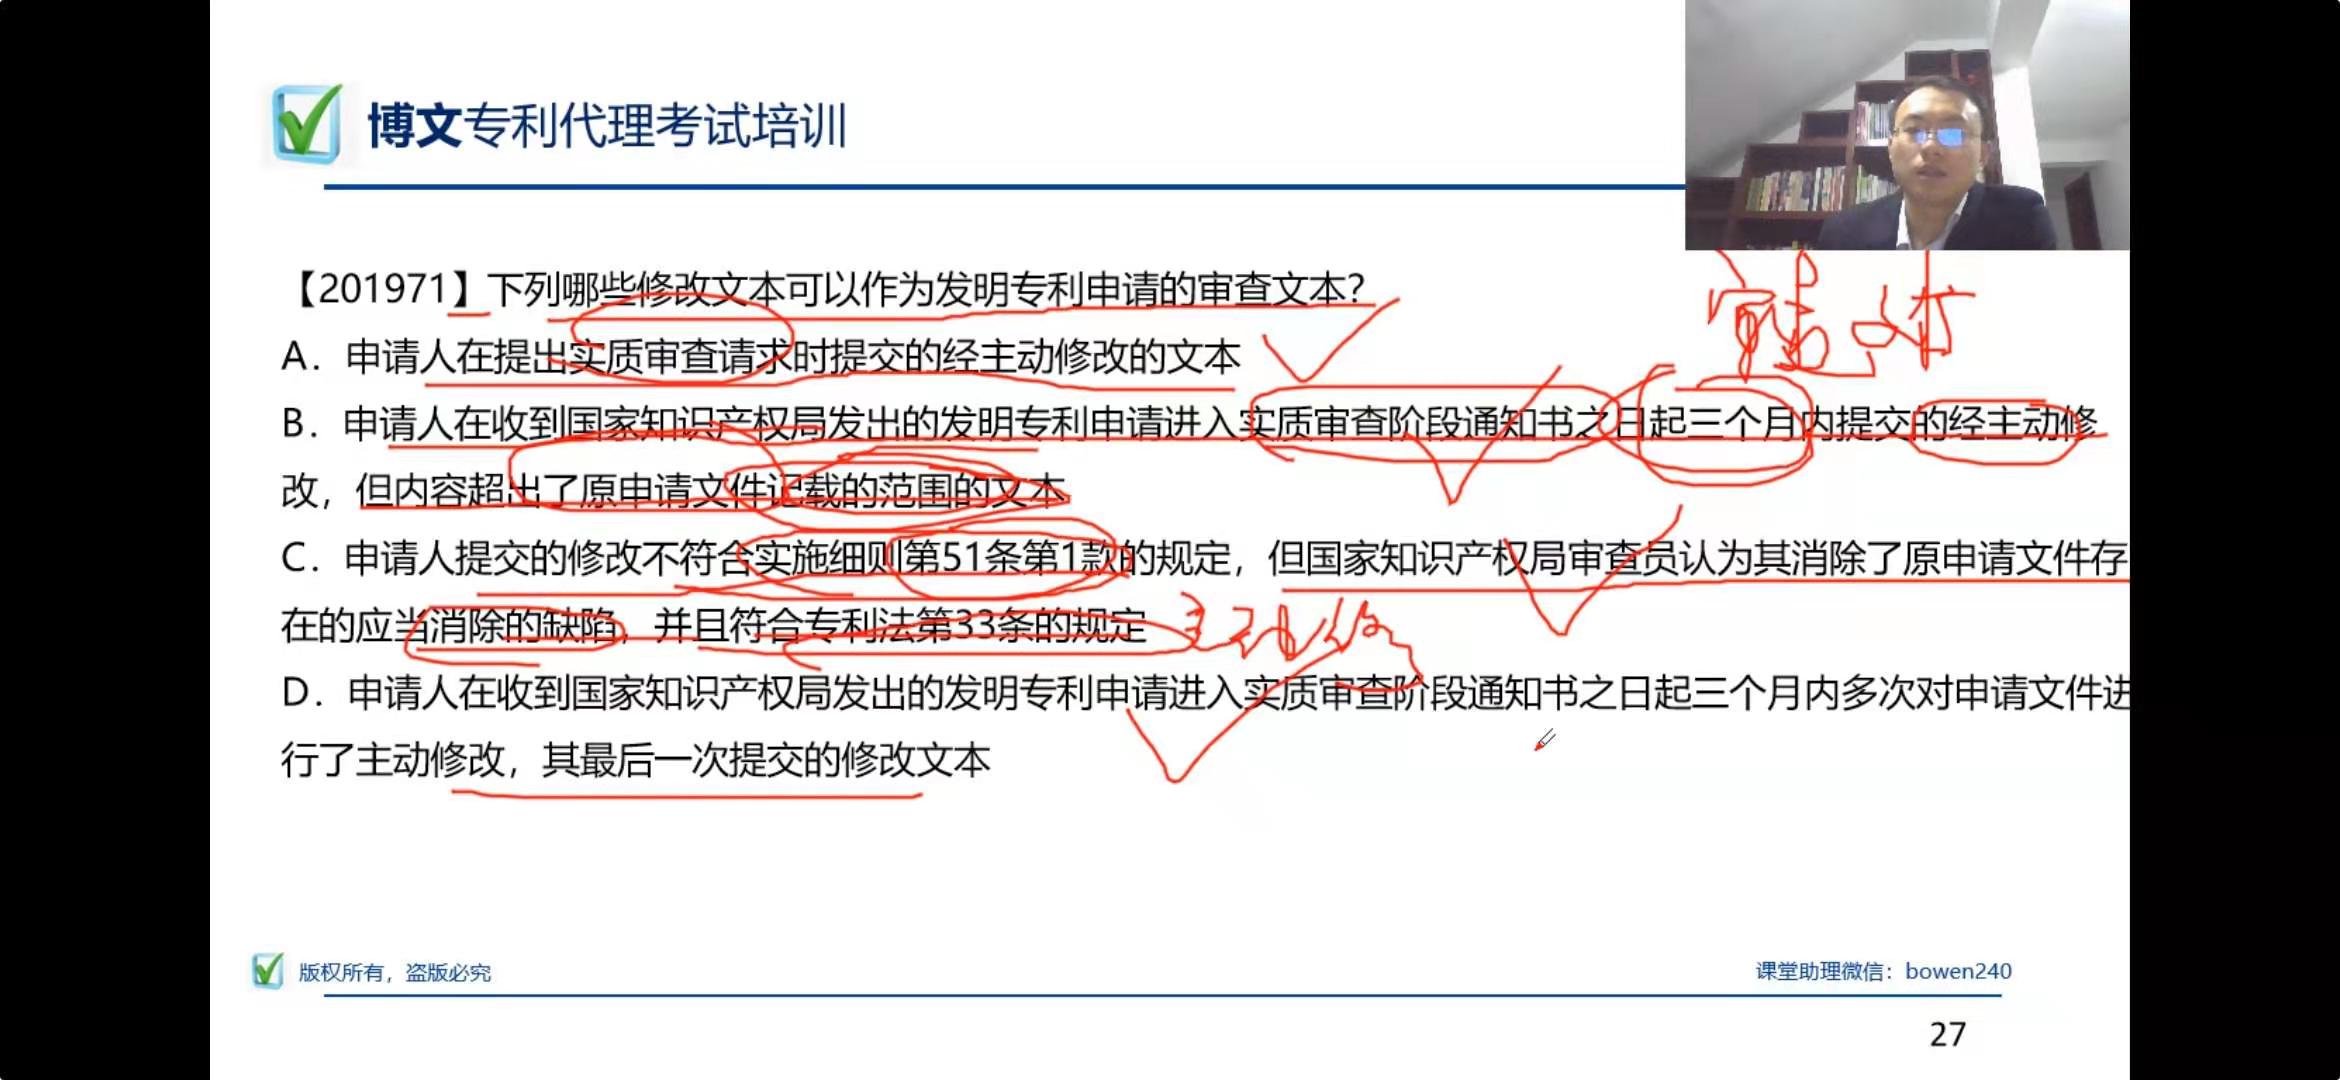 博文专利代理考试培训
【201971】下列哪些修改文本可以作为发明专利申请的审查文本?
A. 申请人在提出实质审查请求时提交的经主动修改的文本
B. 申请人在收到国家知识产权局发出的发明专利申请进入实质审查阶段通知书之日起三个月内提交的经主动修
改，但内容超出了原申请文件记载的范围的文本
C. 申请人提交的修改不符合实施细则第51条第1款的规定，但国家知识产权局审查员认为其消除了原申请文件存
在的应当消除的缺陷，并且符合专利法第33条的规定
D. 申请人在收到国家知识产权局发出的发明专利申请进入实质审查阶段通知书之日起三个月内多次对申请文件进
行了主动修改，其最后一次提交的修改文本
版权所有，盗版必究
课堂助理微信：bowen240
27